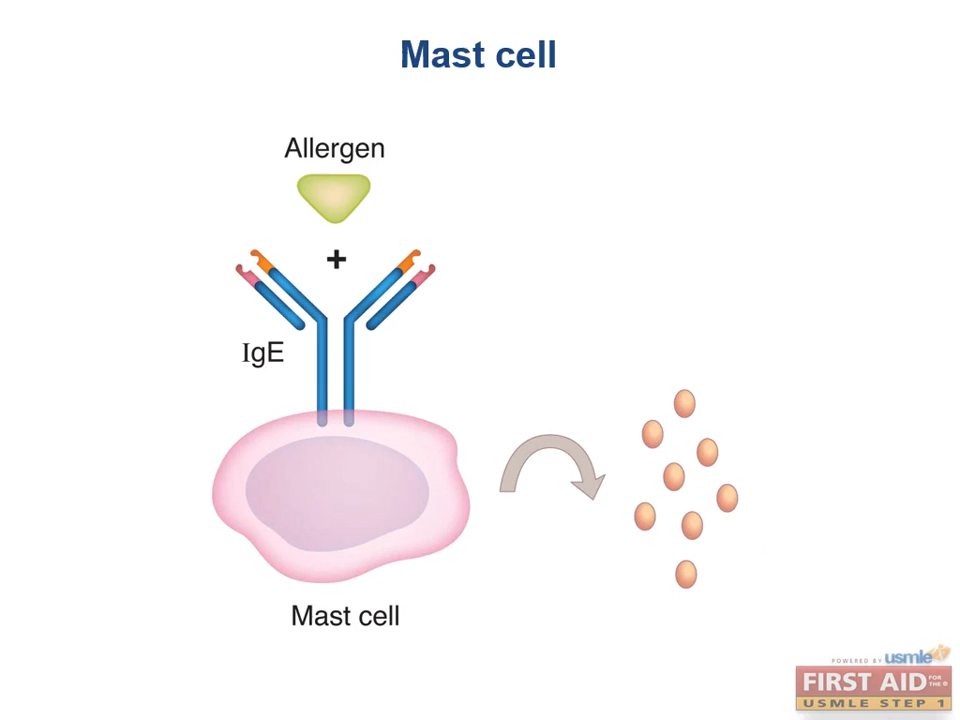 Mast cell
Allergen
+
IgE
Mast cell
POWERED BY usmle
FIRST AID FOR THE ®
USMLE STEP 1